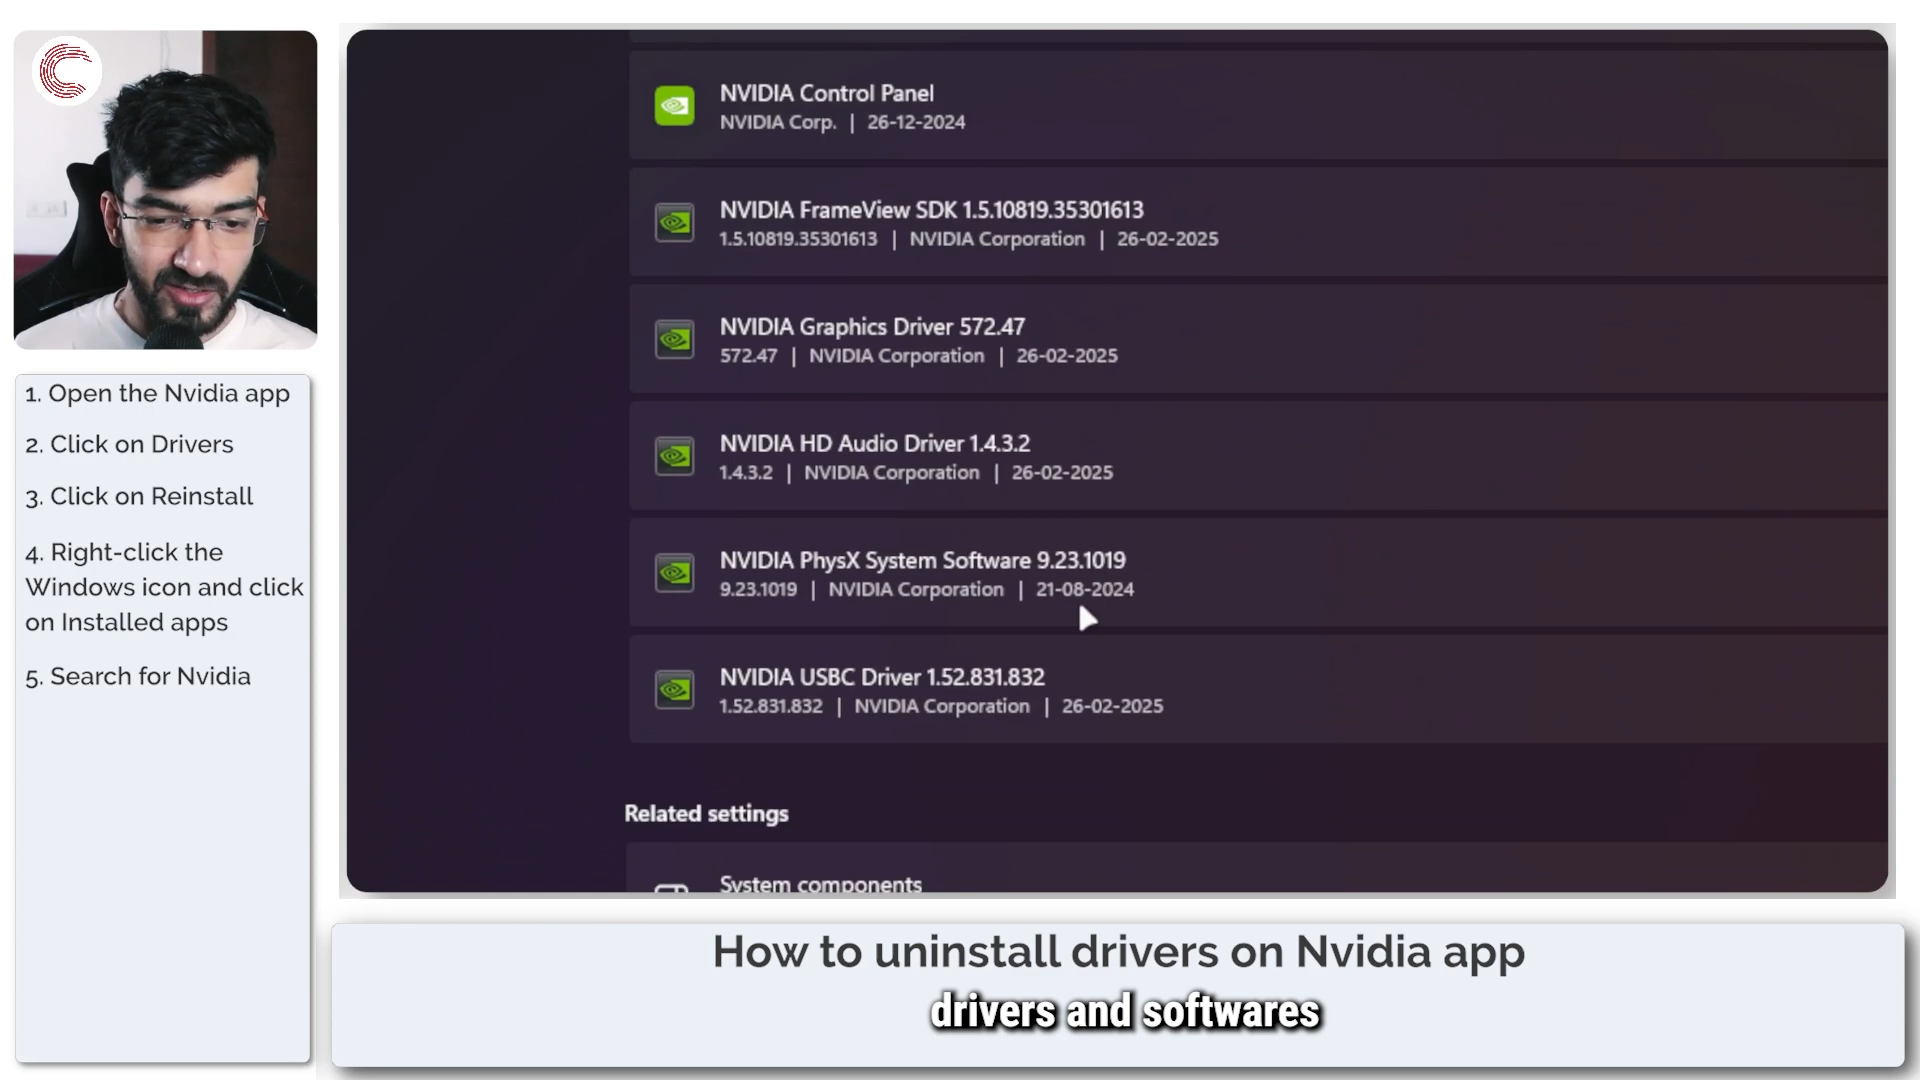 1. Open the Nvidia app
2. Click on Drivers
3. Click on Reinstall
4. Right-click the
Windows icon and click
on Installed apps
5. Search for Nvidia
NVIDIA Control Panel
NVIDIA Corp. | 26-12-2024
NVIDIA FrameView SDK 1.5.10819.35301613
1.5.10819.35301613 | NVIDIA Corporation | 26-02-2025
NVIDIA Graphics Driver 572.47
572.47 | NVIDIA Corporation | 26-02-2025
NVIDIA HD Audio Driver 1.4.3.2
1.4.3.2 | NVIDIA Corporation | 26-02-2025
NVIDIA PhysX System Software 9.23.1019
9.23.1019 | NVIDIA Corporation | 21-08-2024
NVIDIA USBC Driver 1.52.831.832
1.52.831.832 | NVIDIA Corporation | 26-02-2025
Related settings
System components
How to uninstall drivers on Nvidia app
drivers and softwares